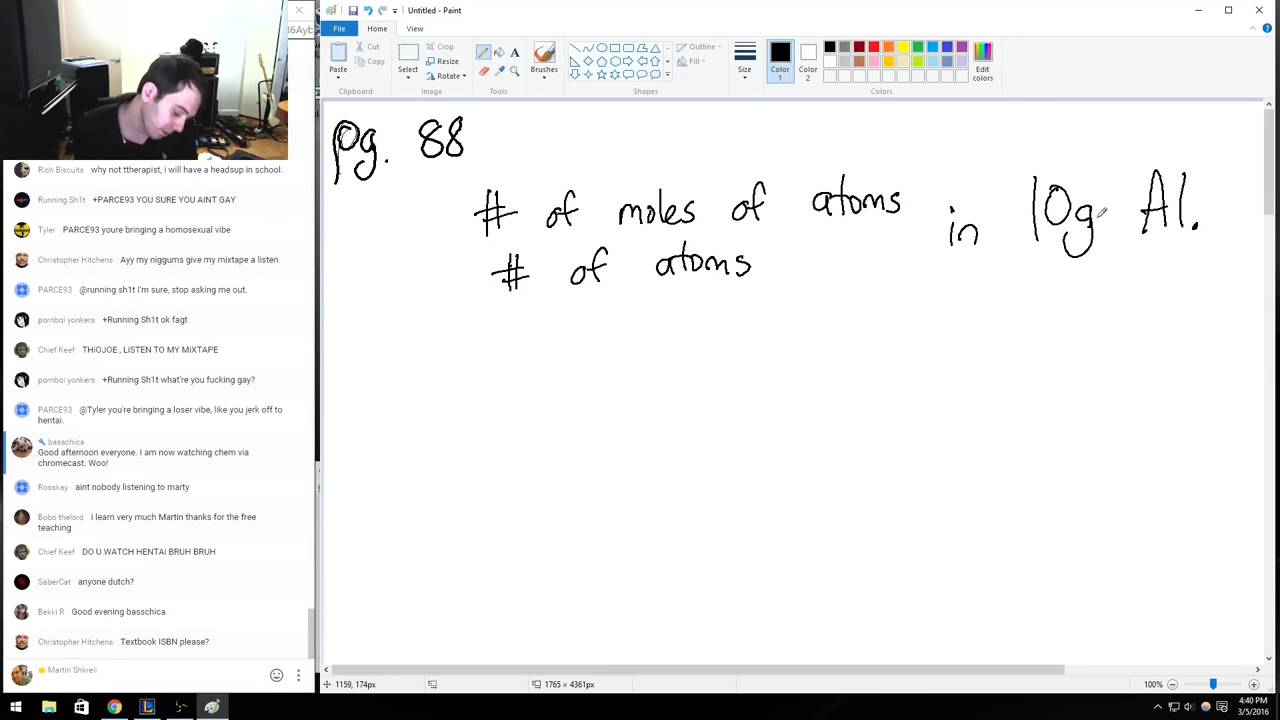 36Ayb
Untitled - Paint
File Home View
Paste
Cut
Copy
Clipboard
Select
Crop
Resize
Rotate
Image
Tools
Brushes
Shapes
Outline
Fill
Size
Color 1
Color 2
Colors
Edit colors
Pg. 88
# of moles of atoms in 10g Al.
# of atoms
Rich Biscuits why not ttherapist, i will have a headsup in school.
Running Sh1t +PARCE93 YOU SURE YOU AINT GAY
Tyler PARCE93 youre bringing a homosexual vibe
Christopher Hitchens Ayy my niggums give my mixtape a listen
PARCE93 @running sh1t I'm sure, stop asking me out.
pornboi yonkers +Running Sh1t ok fagt
Chief Keef THiOJOE , LiSTEN TO MY MiXTAPE
pornboi yonkers +Running Sh1t what're you fucking gay?
PARCE93 @Tyler you're bringing a loser vibe, like you jerk off to
hentai.
basschica
Good afternoon everyone. I am now watching chem via
chromecast. Woo!
Rosskay aint nobody listening to marty
Bobo thelord I learn very much Martin thanks for the free
teaching
Chief Keef DO U WATCH HENTAi BRUH BRUH
SaberCat anyone dutch?
Bekki R Good evening basschica
Christopher Hitchens Textbook ISBN please?
Martin Shkreli
1159, 174px
1765 × 4361px
100%
4:40 PM
3/5/2016